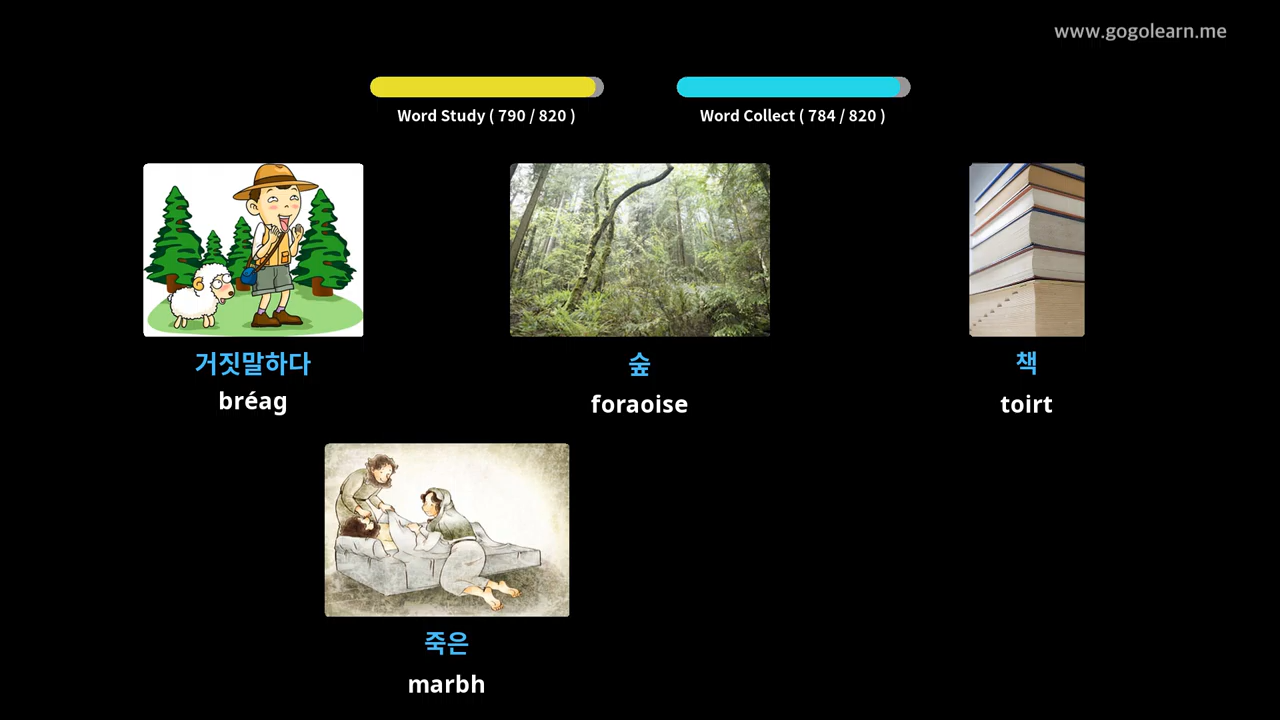 www.gogolearn.me
Word Study ( 790 / 820 )
Word Collect ( 784 / 820 )
거짓말하다
bréag
숲
foraoise
책
toirt
죽은
marbh